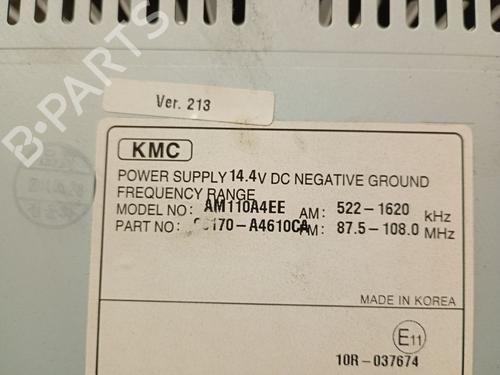 B-PARTS
Ver. 213
KMC
POWER SUPPLY 14.4V DC NEGATIVE GROUND
FREQUENCY RANGE
MODEL NO: AM110A4EE AM: 522-1620 kHz
PART NO: 170-A4610CA FM: 87.5-108.0 MHz
MADE IN KOREA
E11
10R-037674